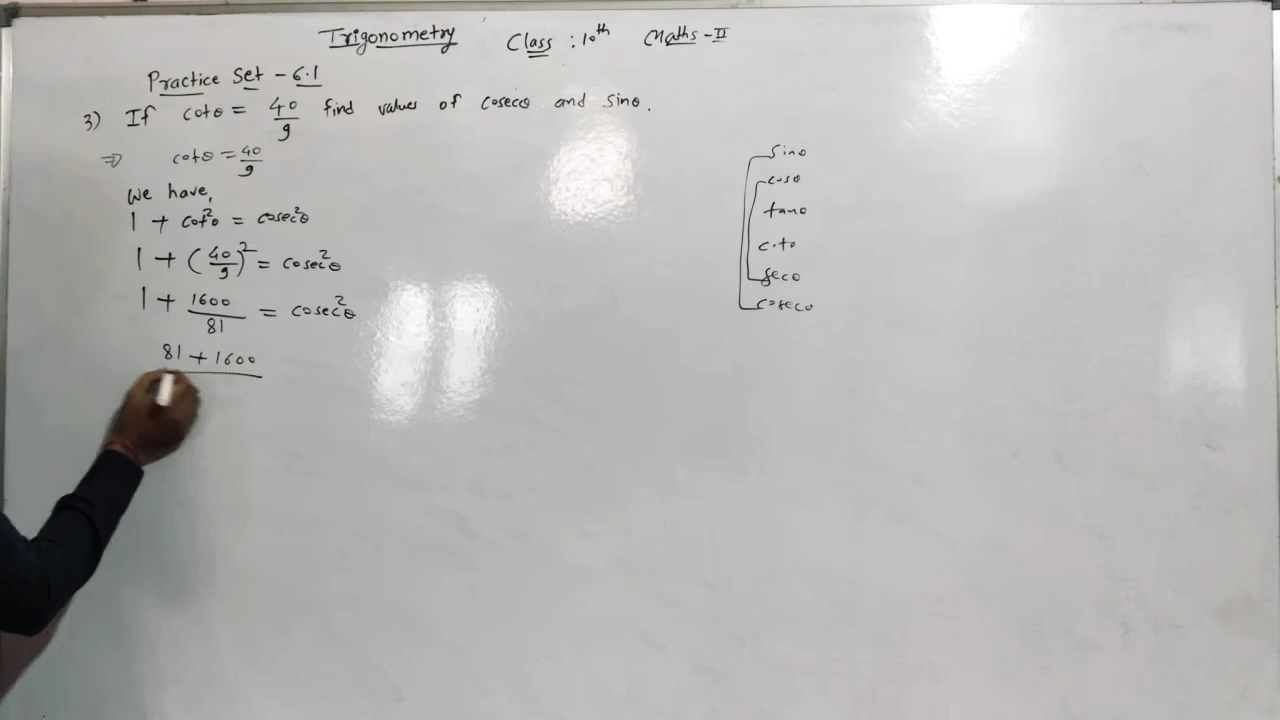 Trigonometry Class : 10th Maths - II
Practice Set - 6.1
3) If cotθ = 40/9 find values of cosecθ and sinθ.
⇒ cotθ = 40/9
We have,
1 + cot²θ = cosec²θ
1 + (40/9)² = cosec²θ
1 + 1600/81 = cosec²θ
81 + 1600
sinθ
cosθ
tanθ
cotθ
secθ
cosecθ